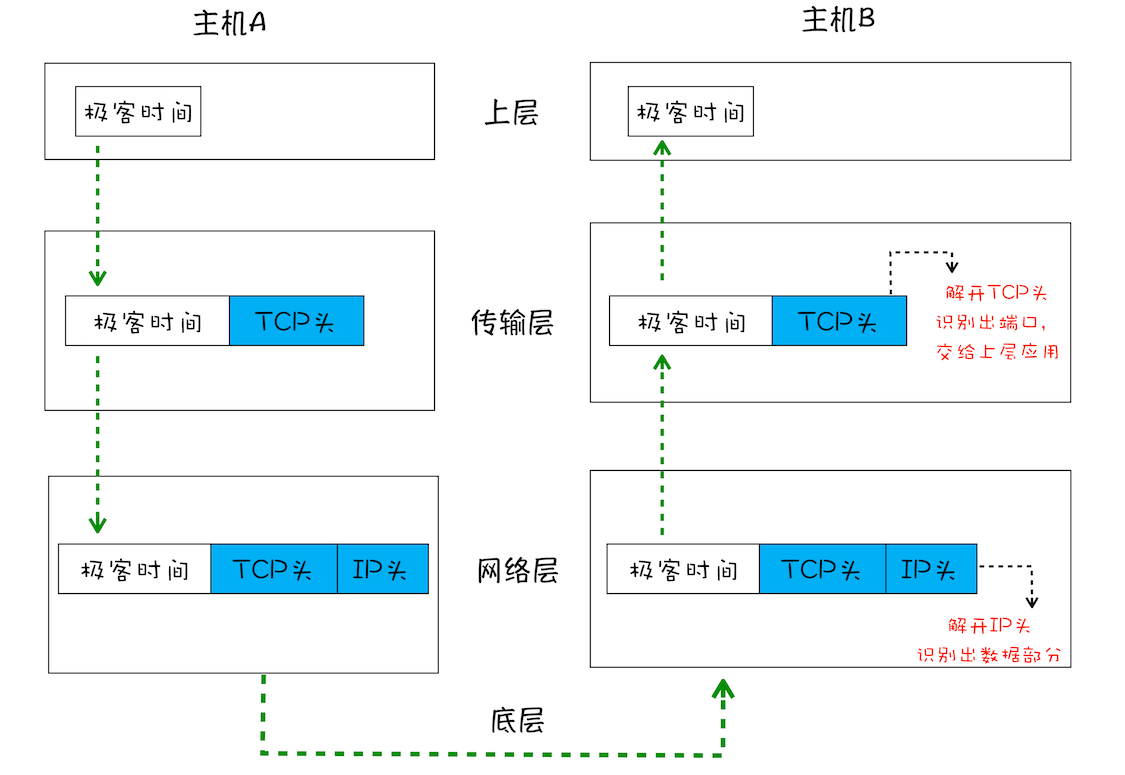 主机A
主机B
极客时间
上层
极客时间
极客时间
TCP头
传输层
极客时间
TCP头
解开TCP头
识别出端口,
交给上层应用
极客时间
TCP头
IP头
网络层
极客时间
TCP头
IP头
解开IP头
识别出数据部分
底层